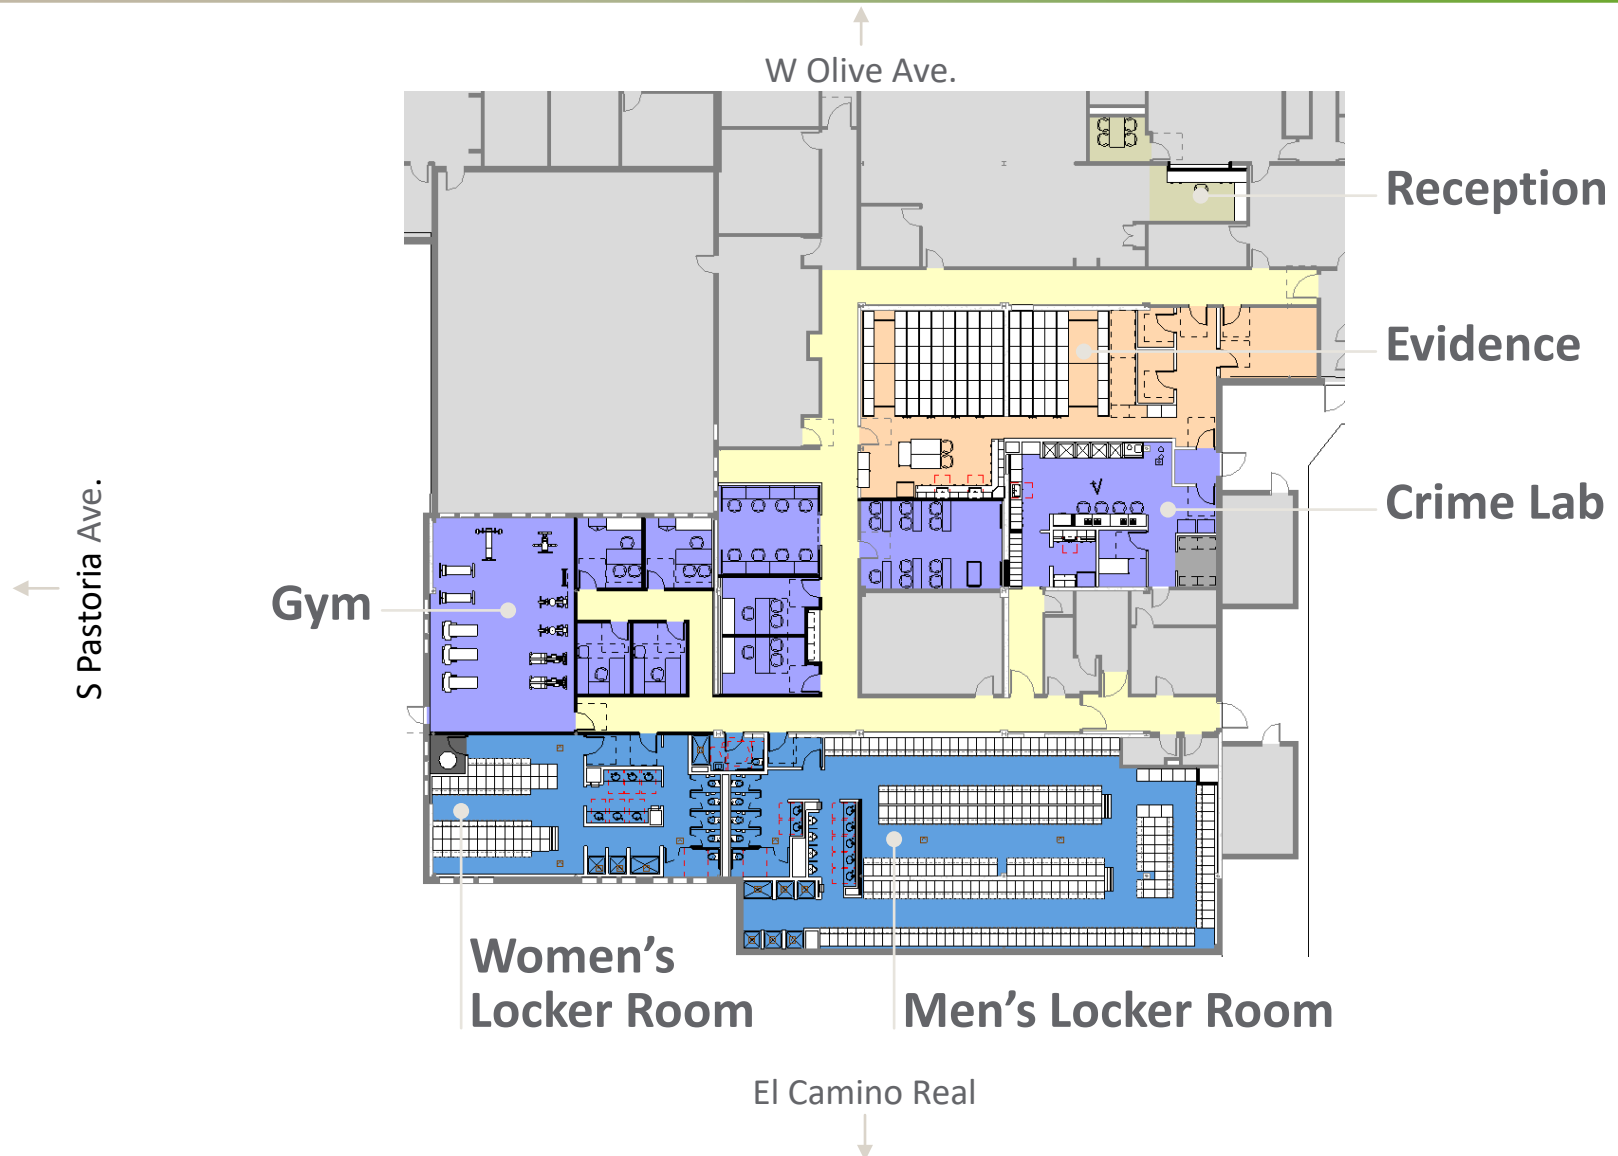 W Olive Ave.
Reception
Evidence
Crime Lab
S Pastoria Ave.
Gym
Women’s
Locker Room
Men’s Locker Room
El Camino Real